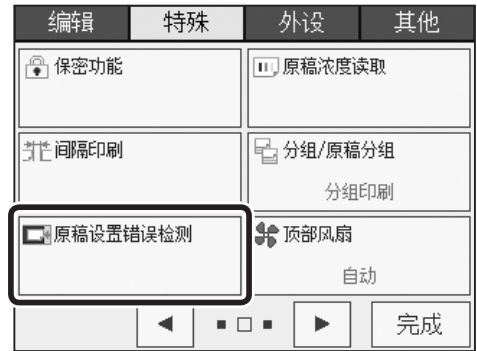 编辑 特殊 外设 其他
保密功能 原稿浓度读取
间隔印刷 分组/原稿分组
分组印刷
原稿设置错误检测 顶部风扇
自动
完成